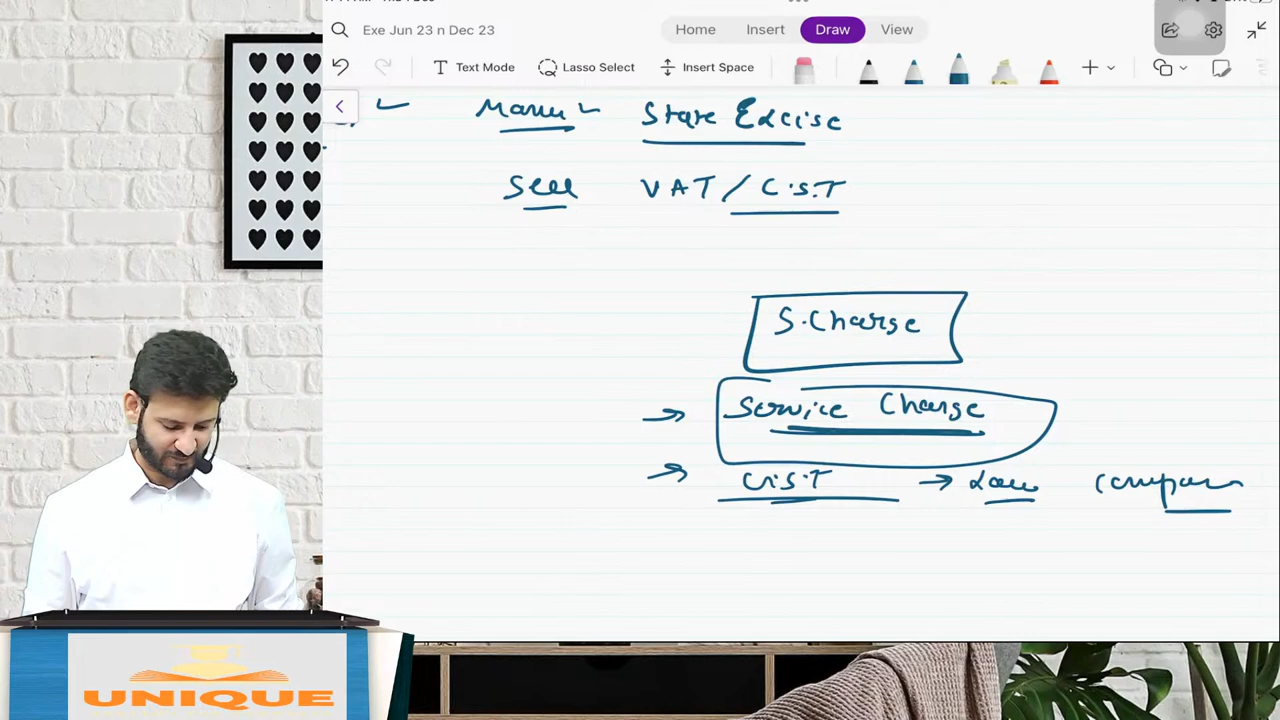 Exe Jun 23 n Dec 23
Home Insert Draw View
Text Mode Lasso Select Insert Space
Manu State Excise
Sell VAT / C.S.T
S. Charge
Service Charge
G.S.T → Law
UNIQUE